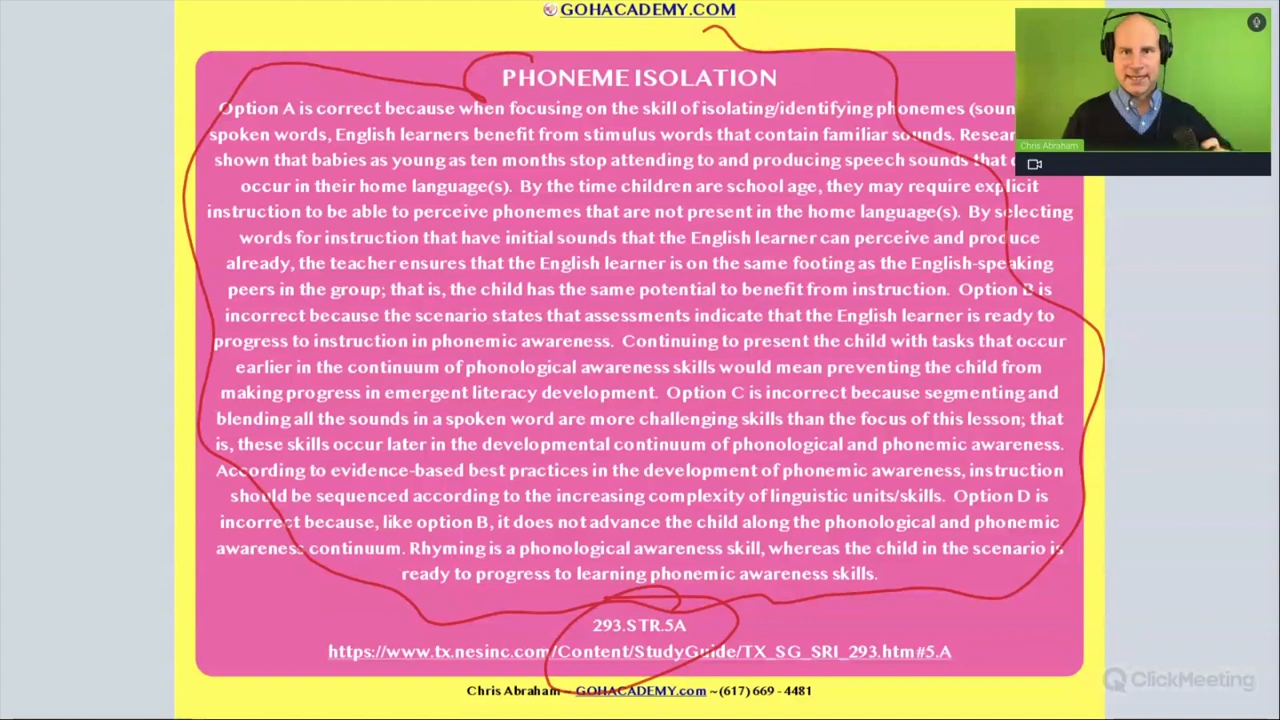 GOHACADEMY.COM
PHONEME ISOLATION
Option A is correct because when focusing on the skill of isolating/identifying phonemes (soun
spoken words, English learners benefit from stimulus words that contain familiar sounds. Resear
shown that babies as young as ten months stop attending to and producing speech sounds that
occur in their home language(s). By the time children are school age, they may require explicit
instruction to be able to perceive phonemes that are not present in the home language(s). By selecting
words for instruction that have initial sounds that the English learner can perceive and produce
already, the teacher ensures that the English learner is on the same footing as the English-speaking
peers in the group; that is, the child has the same potential to benefit from instruction. Option B is
incorrect because the scenario states that assessments indicate that the English learner is ready to
progress to instruction in phonemic awareness. Continuing to present the child with tasks that occur
earlier in the continuum of phonological awareness skills would mean preventing the child from
making progress in emergent literacy development. Option C is incorrect because segmenting and
blending all the sounds in a spoken word are more challenging skills than the focus of this lesson; that
is, these skills occur later in the developmental continuum of phonological and phonemic awareness.
According to evidence-based best practices in the development of phonemic awareness, instruction
should be sequenced according to the increasing complexity of linguistic units/skills. Option D is
incorrect because, like option B, it does not advance the child along the phonological and phonemic
awareness continuum. Rhyming is a phonological awareness skill, whereas the child in the scenario is
ready to progress to learning phonemic awareness skills.
293.STR.5A
https://www.tx.nesinc.com/Content/StudyGuide/TX_SG_SRI_293.htm#5.A
Chris Abraham ~ GOHACADEMY.com ~(617) 669 - 4481
Chris Abraham
ClickMeeting